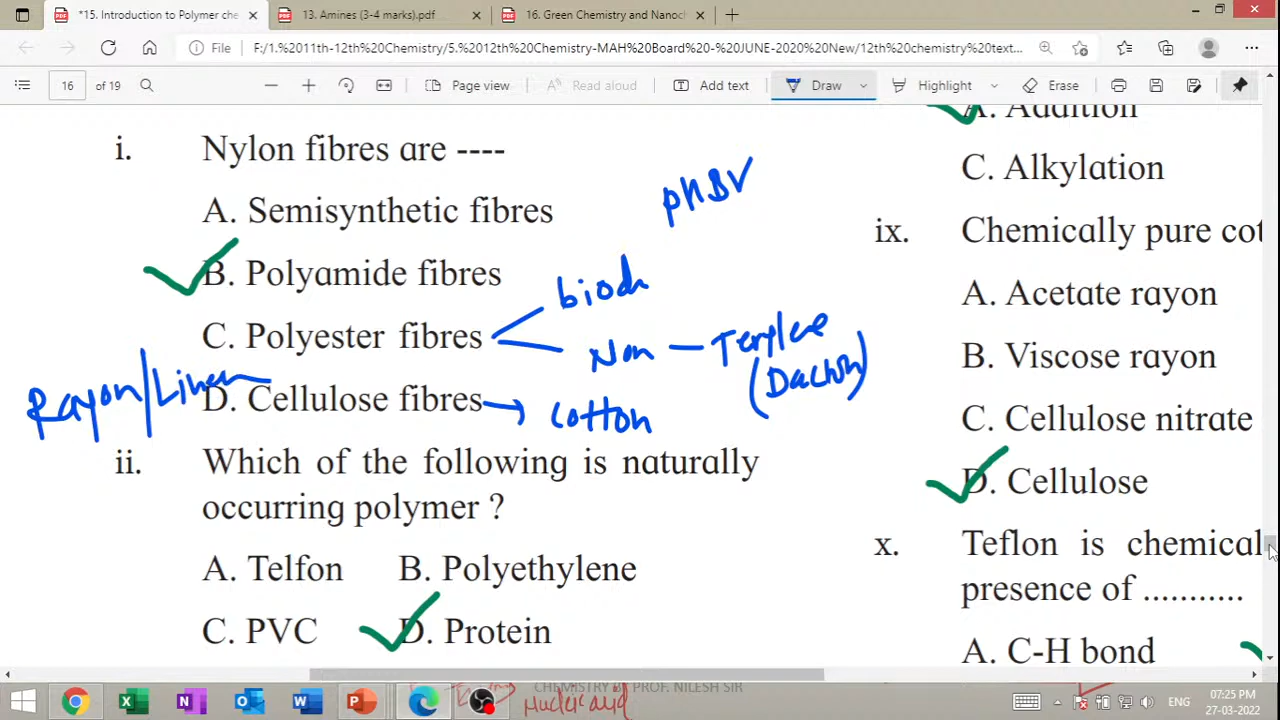 *15. Introduction to Polymer che
13. Amines (3-4 marks).pdf
16. Green Chemistry and Nanoch
File F:/1.%2011th-12th%20Chemistry/5.%2012th%20Chemistry-MAH%20Board%20-%20JUNE-2020%20New/12th%20chemistry%20text...
16 of 19 Page view Read aloud Add text Draw Highlight Erase
i. Nylon fibres are ----
A. Semisynthetic fibres
B. Polyamide fibres
C. Polyester fibres
D. Cellulose fibres
pHBV
biode
Non - Terylene
(Dacron)
Rayon/Linen
cotton
ii. Which of the following is naturally
occurring polymer ?
A. Telfon B. Polyethylene
C. PVC D. Protein
A. Addition
C. Alkylation
ix. Chemically pure cot
A. Acetate rayon
B. Viscose rayon
C. Cellulose nitrate
D. Cellulose
x. Teflon is chemical
presence of ...........
A. C-H bond
CHEMISTRY BY PROF. NILESH SIR
Nucleic acid
ENG
07:25 PM
27-03-2022